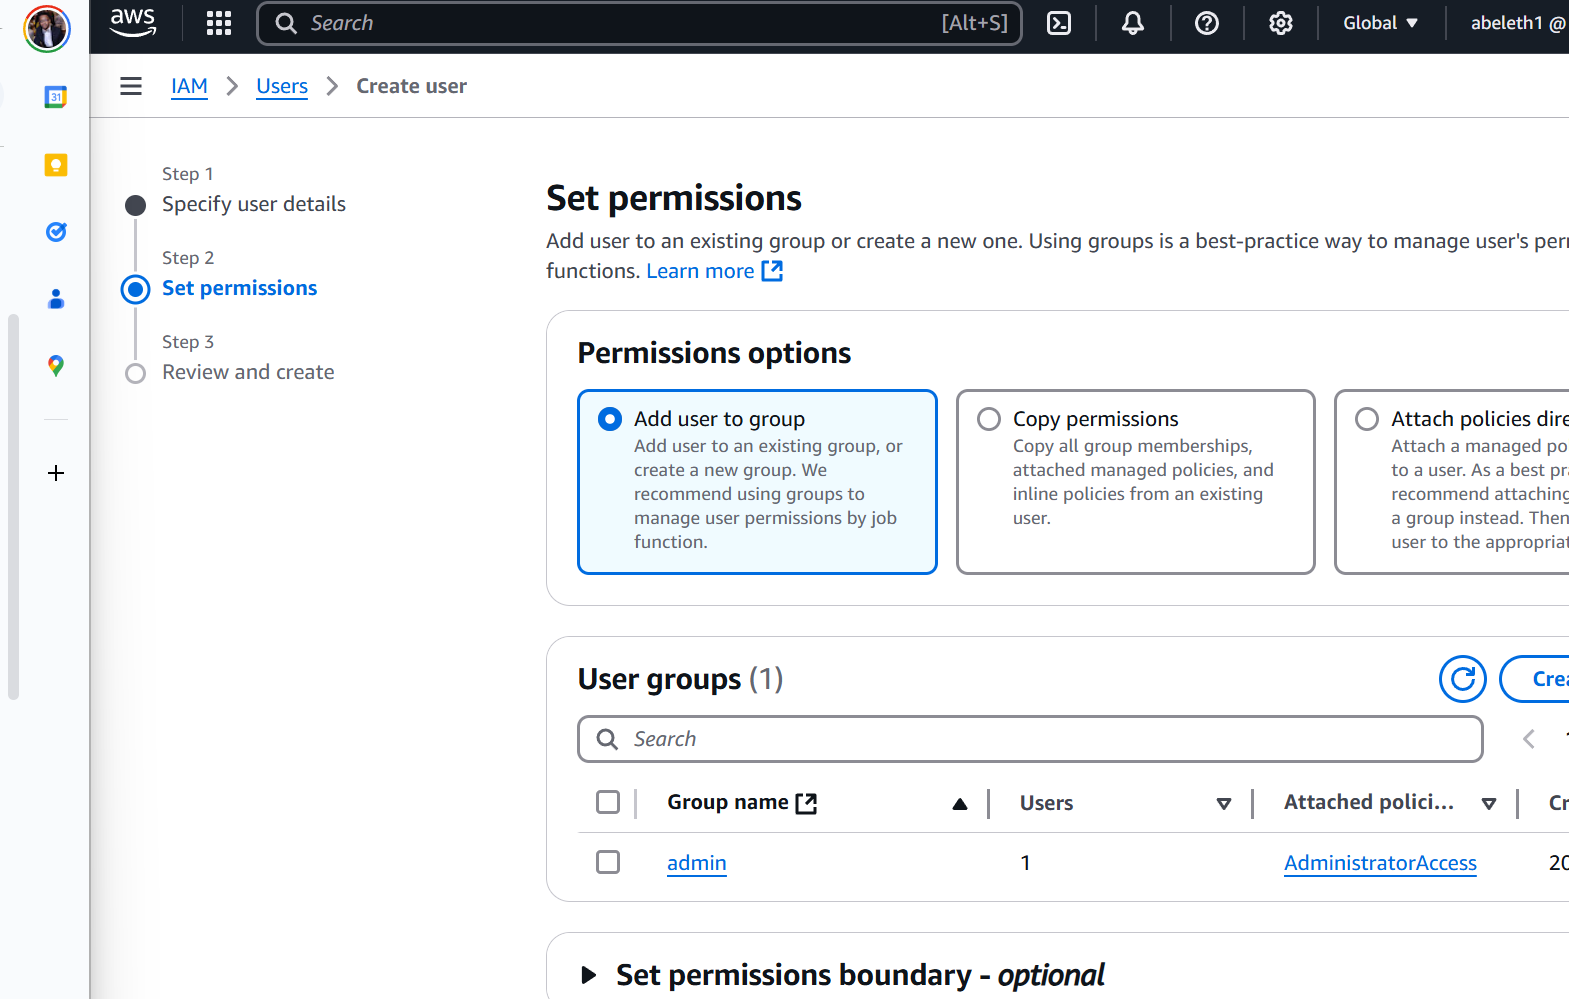 aws
Search
[Alt+S]
Global
abeleth1 @
31
IAM
Users
Create user
Step 1
Specify user details
Step 2
Set permissions
Step 3
Review and create
Set permissions
Add user to an existing group or create a new one. Using groups is a best-practice way to manage user's per
functions. Learn more
Permissions options
Add user to group
Add user to an existing group, or
create a new group. We
recommend using groups to
manage user permissions by job
function.
Copy permissions
Copy all group memberships,
attached managed policies, and
inline policies from an existing
user.
Attach policies dire
Attach a managed po
to a user. As a best pra
recommend attaching
a group instead. Then
user to the appropriat
User groups (1)
Crea
Search
Group name
Users
Attached polici...
Cr
admin
1
AdministratorAccess
20
Set permissions boundary - optional